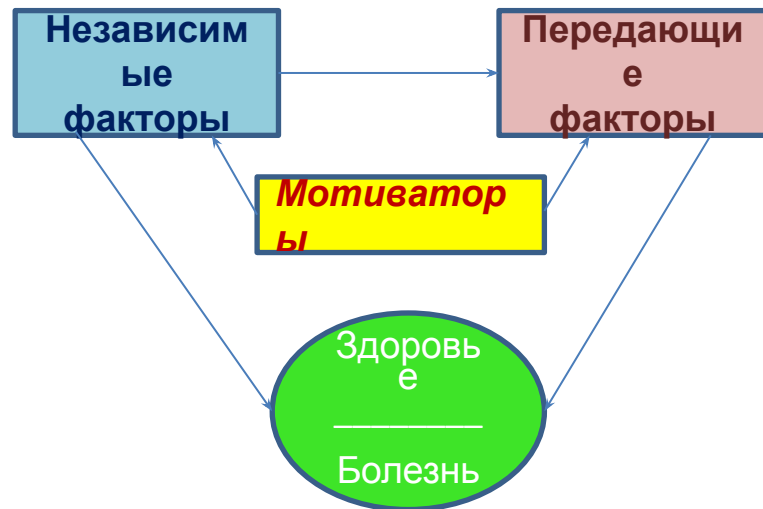 Независим
ые
факторы
Передающи
е
факторы
Мотиватор
ы
Здоровь
е
________
Болезнь